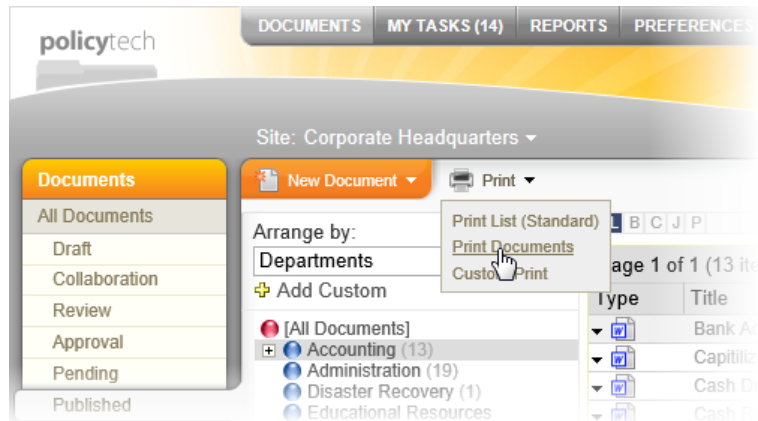 policytech
DOCUMENTS MY TASKS (14) REPORTS PREFERENCES
Site: Corporate Headquarters
Documents
All Documents
Draft
Collaboration
Review
Approval
Pending
Published
New Document Print
Print List (Standard)
Print Documents
Custom Print
Arrange by:
Departments
Add Custom
[All Documents]
Accounting (13)
Administration (19)
Disaster Recovery (1)
Educational Resources
L B C J P
age 1 of 1 (13
Type Title
Bank
Cash
Cash